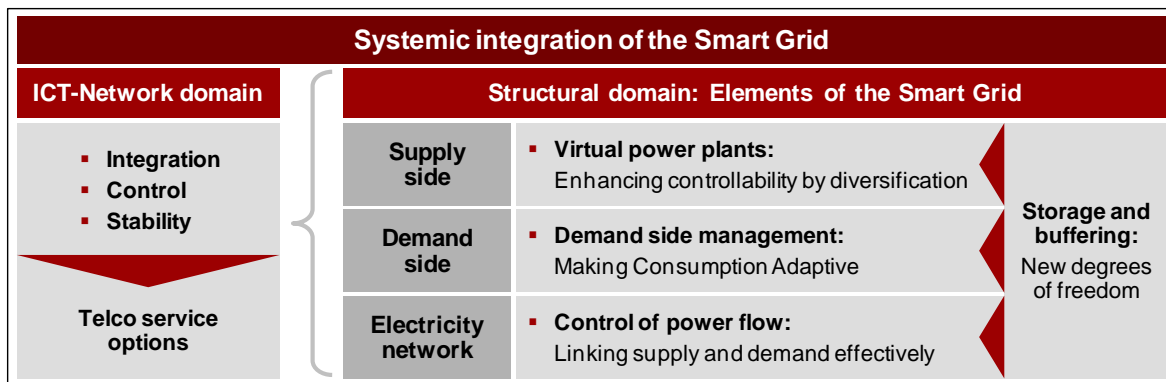 Systemic integration of the Smart Grid
ICT-Network domain
▪ Integration
▪ Control
▪ Stability
Telco service
options
Structural domain: Elements of the Smart Grid
Supply
side
▪ Virtual power plants:
Enhancing controllability by diversification
Demand
side
▪ Demand side management:
Making Consumption Adaptive
Electricity
network
▪ Control of power flow:
Linking supply and demand effectively
Storage and
buffering:
New degrees
of freedom